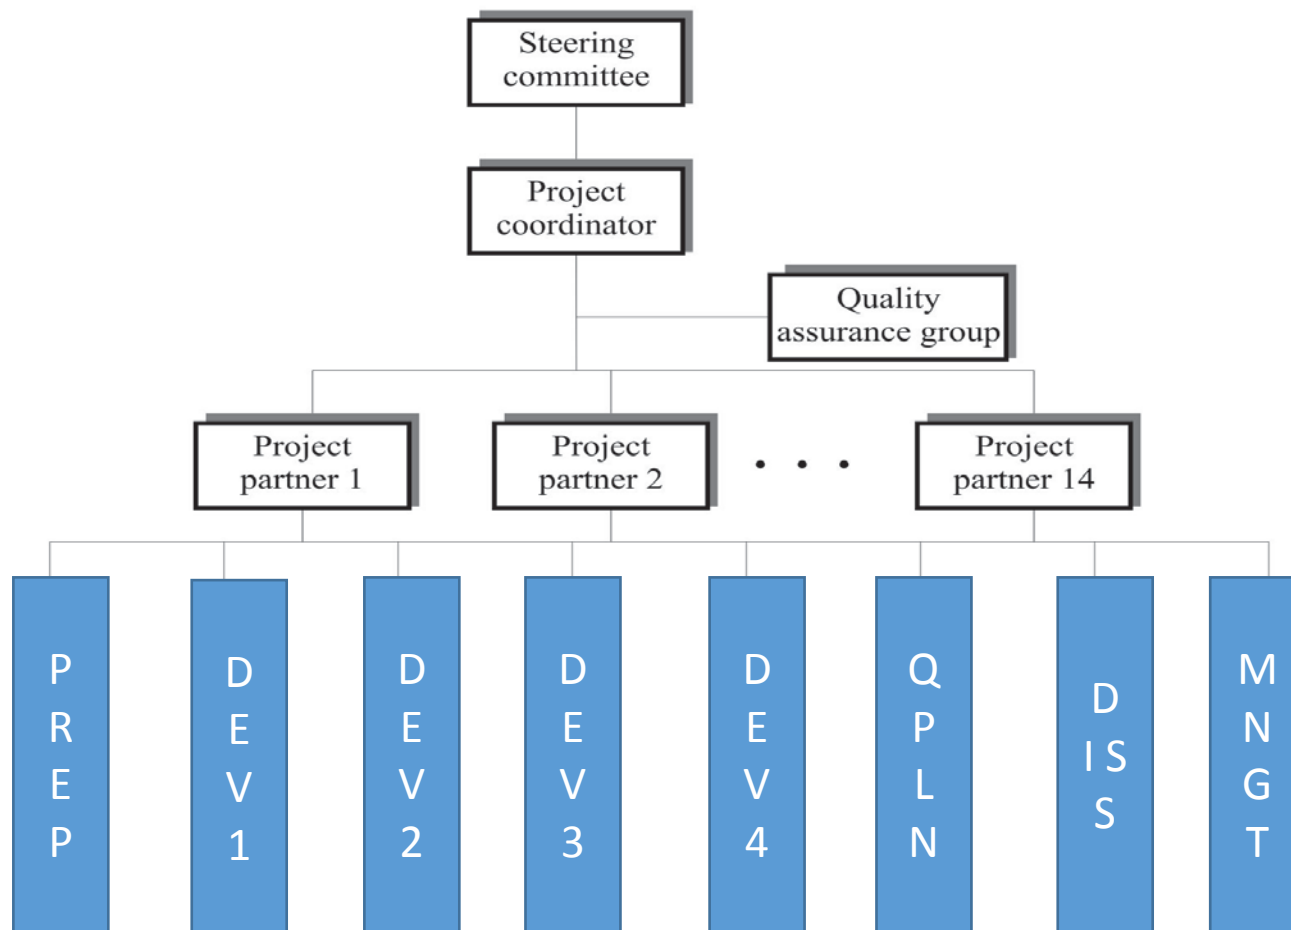 Steering
committee
Project
coordinator
Quality
assurance group
Project
partner 1
Project
partner 2
. . .
Project
partner 14
P
R
E
P
D
E
V
1
D
E
V
2
D
E
V
3
D
E
V
4
Q
P
L
N
D
I S
S
M
N
G
T